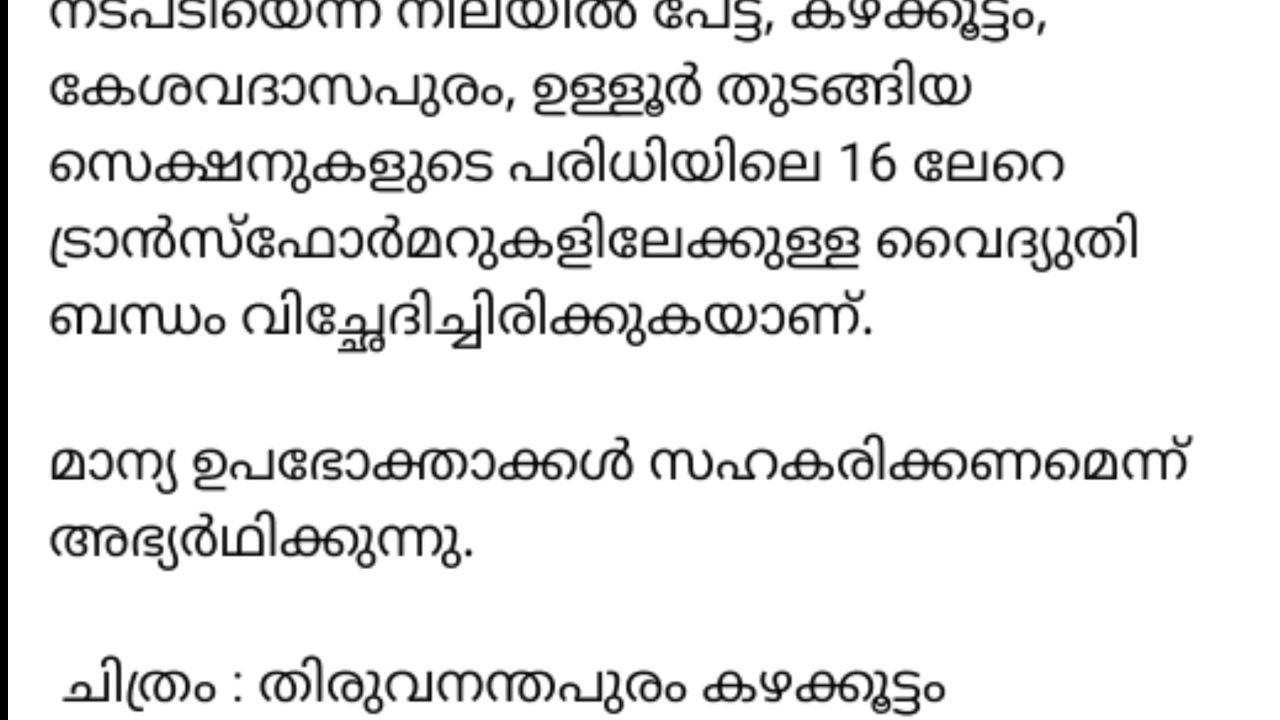 നടപടിയെന്ന നിലയിൽ പേട്ട, കഴക്കൂട്ടം,
കേശവദാസപുരം, ഉള്ളൂർ തുടങ്ങിയ
സെക്ഷനുകളുടെ പരിധിയിലെ 16 ലേറെ
ട്രാൻസ്ഫോർമറുകളിലേക്കുള്ള വൈദ്യുതി
ബന്ധം വിച്ഛേദിച്ചിരിക്കുകയാണ്.
മാന്യ ഉപഭോക്താക്കൾ സഹകരിക്കണമെന്ന്
അഭ്യർഥിക്കുന്നു.
ചിത്രം : തിരുവനന്തപുരം കഴക്കൂട്ടം